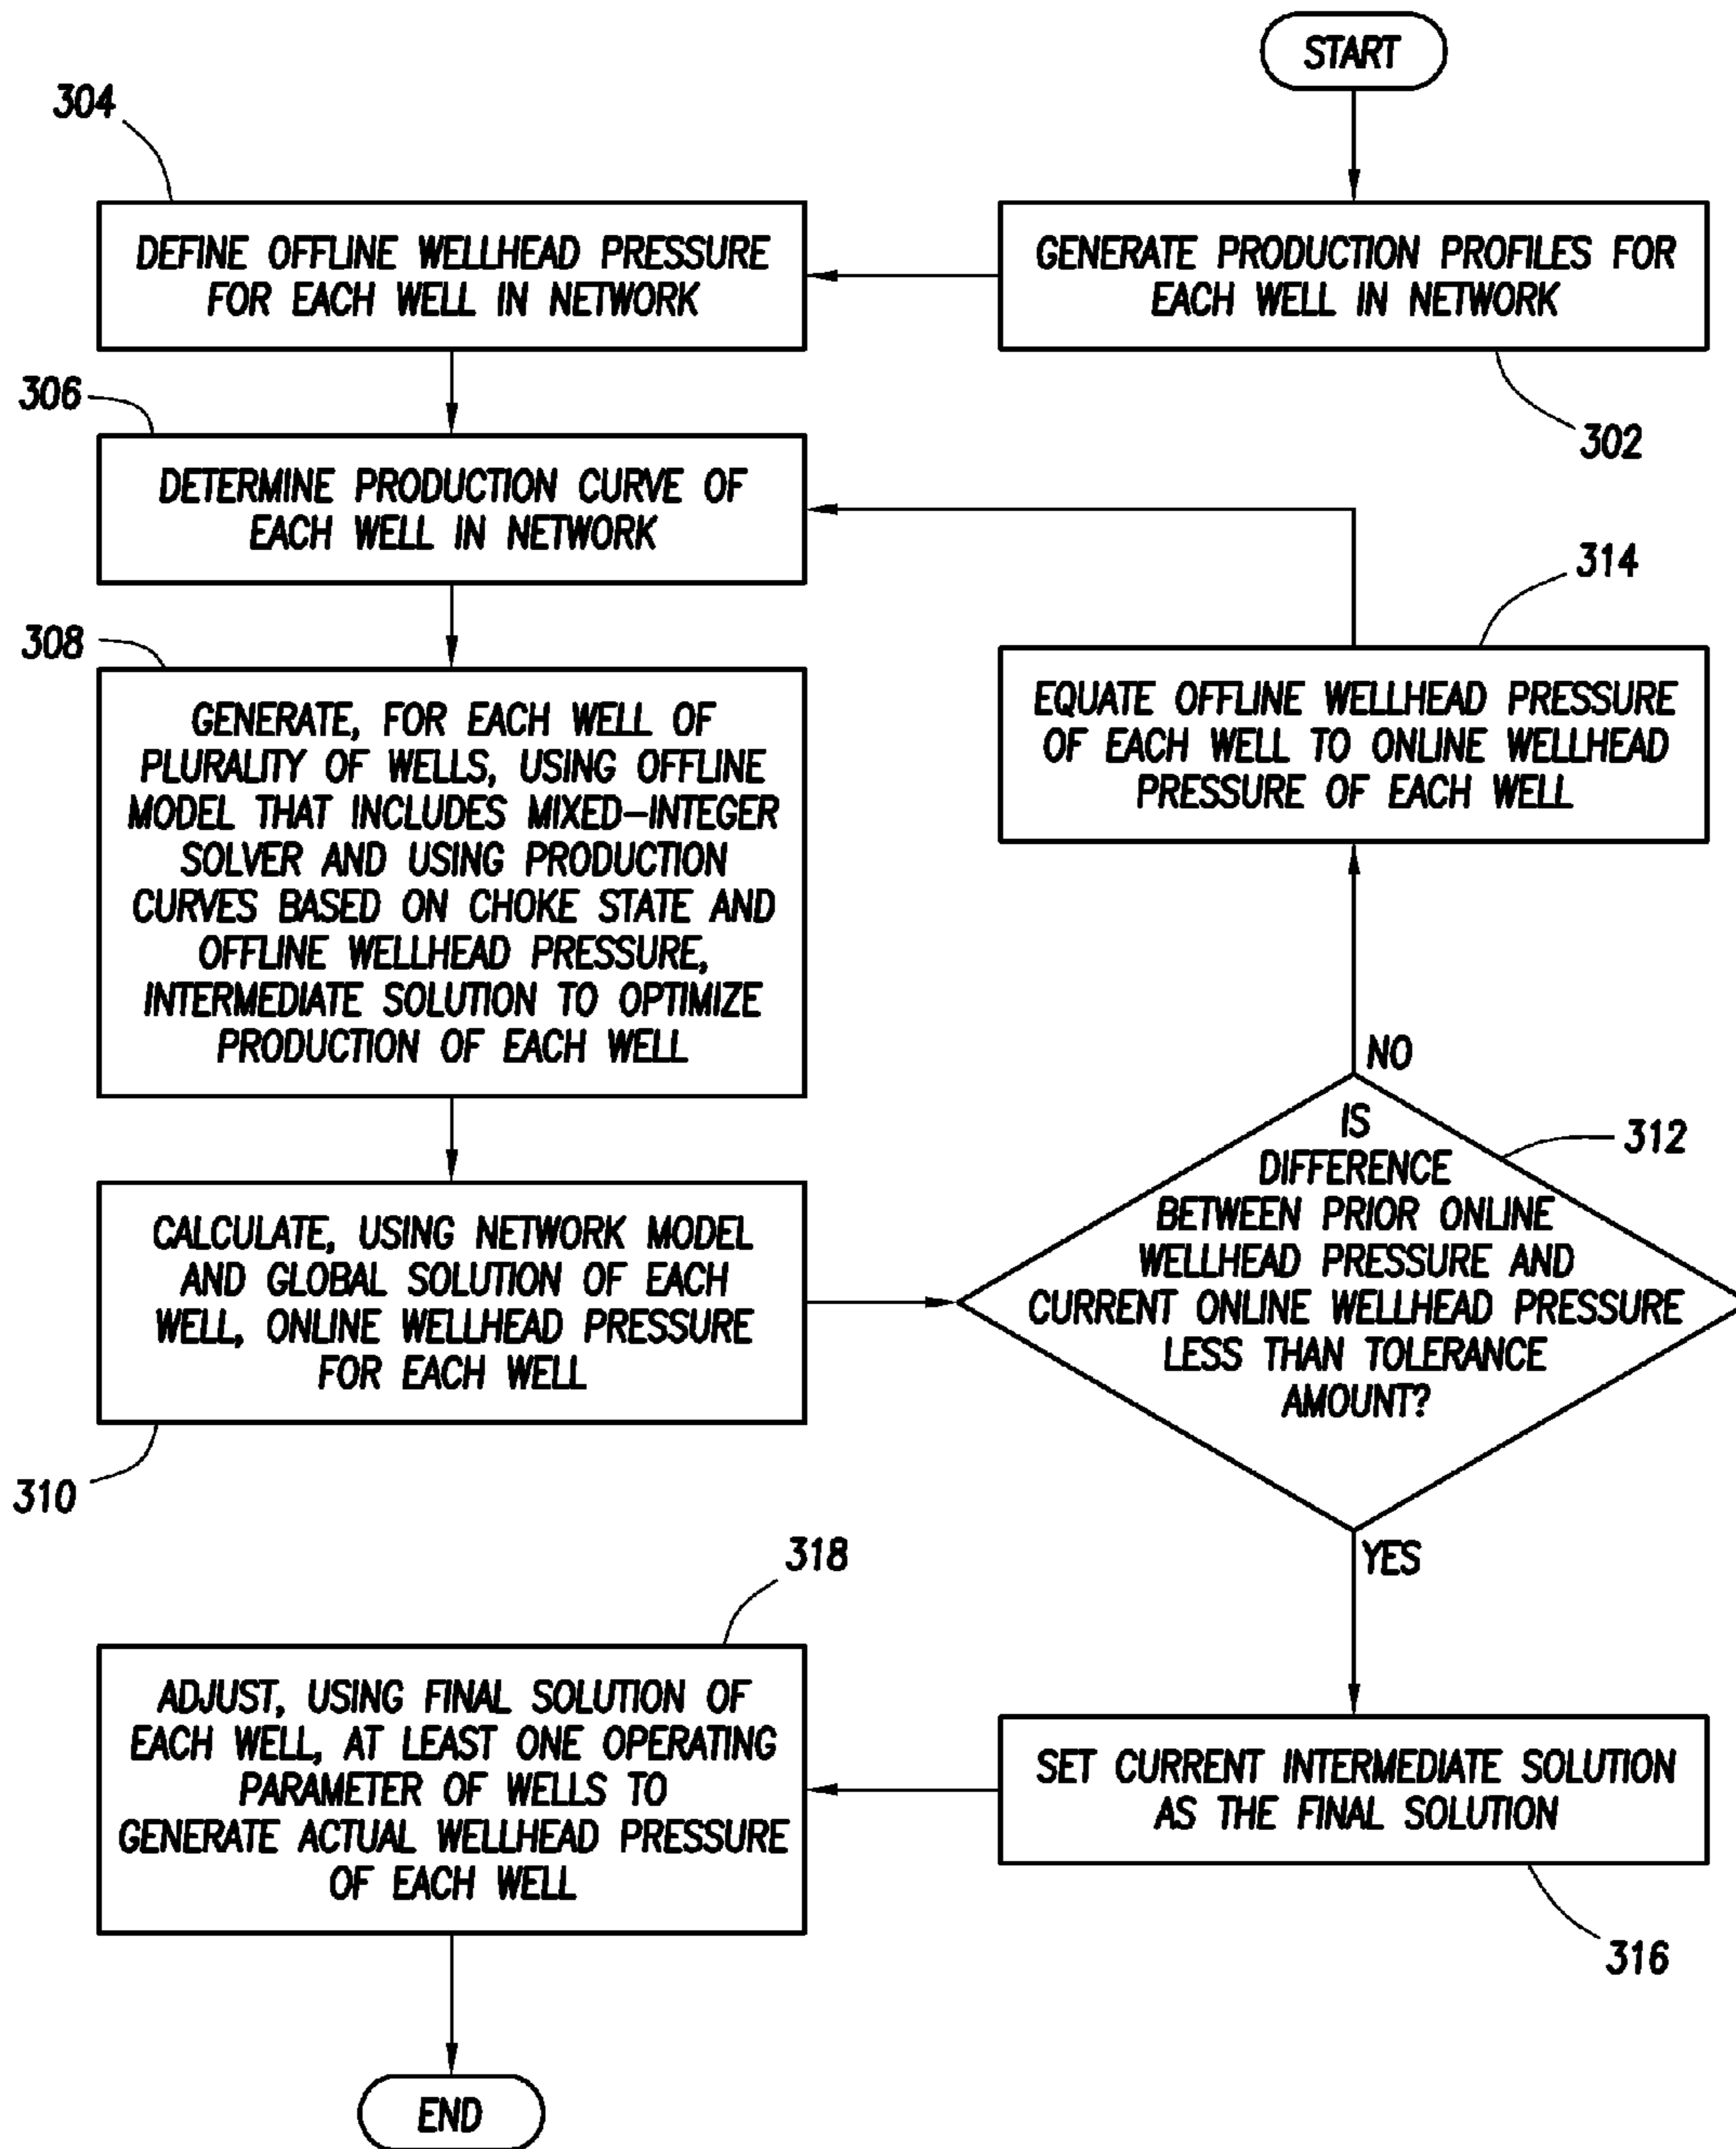 START
302
GENERATE PRODUCTION PROFILES FOR
EACH WELL IN NETWORK
304
DEFINE OFFLINE WELLHEAD PRESSURE
FOR EACH WELL IN NETWORK
306
DETERMINE PRODUCTION CURVE OF
EACH WELL IN NETWORK
308
GENERATE, FOR EACH WELL OF
PLURALITY OF WELLS, USING OFFLINE
MODEL THAT INCLUDES MIXED-INTEGER
SOLVER AND USING PRODUCTION
CURVES BASED ON CHOKE STATE AND
OFFLINE WELLHEAD PRESSURE,
INTERMEDIATE SOLUTION TO OPTIMIZE
PRODUCTION OF EACH WELL
310
CALCULATE, USING NETWORK MODEL
AND GLOBAL SOLUTION OF EACH
WELL, ONLINE WELLHEAD PRESSURE
FOR EACH WELL
312
IS
DIFFERENCE
BETWEEN PRIOR ONLINE
WELLHEAD PRESSURE AND
CURRENT ONLINE WELLHEAD PRESSURE
LESS THAN TOLERANCE
AMOUNT?
NO
314
EQUATE OFFLINE WELLHEAD PRESSURE
OF EACH WELL TO ONLINE WELLHEAD
PRESSURE OF EACH WELL
YES
316
SET CURRENT INTERMEDIATE SOLUTION
AS THE FINAL SOLUTION
318
ADJUST, USING FINAL SOLUTION OF
EACH WELL, AT LEAST ONE OPERATING
PARAMETER OF WELLS TO
GENERATE ACTUAL WELLHEAD PRESSURE
OF EACH WELL
END